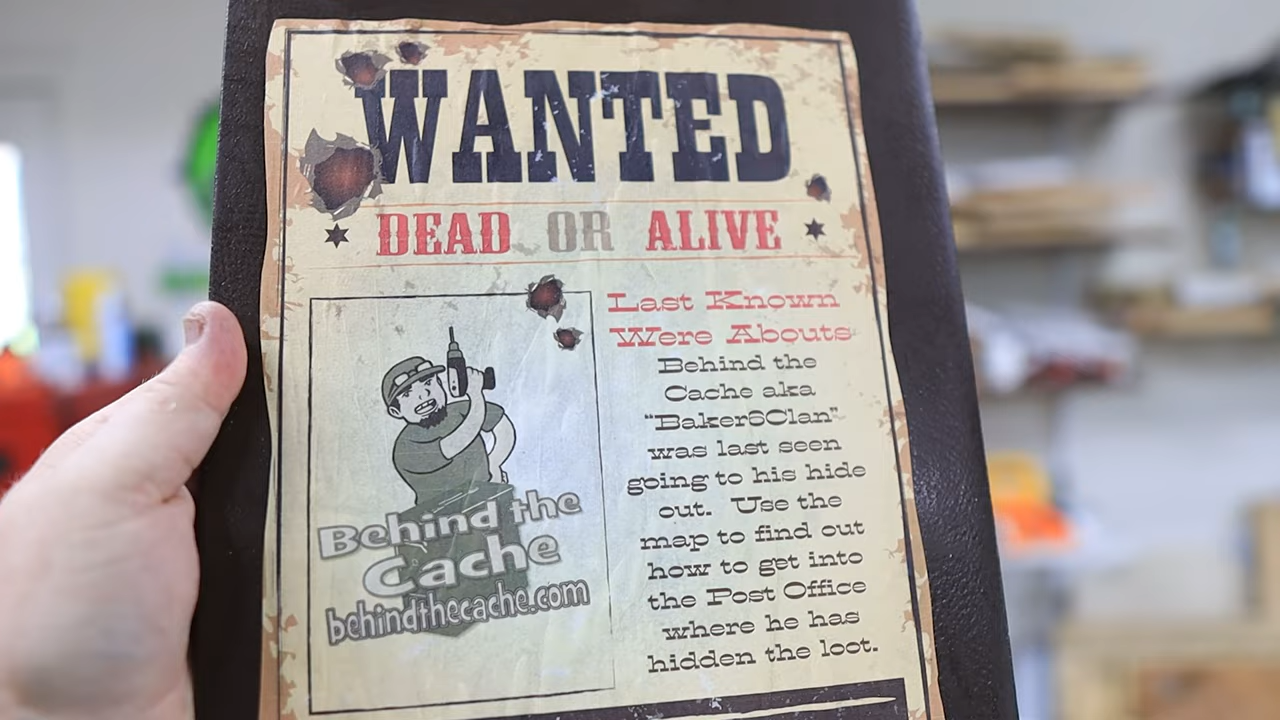 WANTED
DEAD OR ALIVE
Last Known
Were Abouts
Behind the
Cache aka
"Baker6Clan"
was last seen
going to his hide
out. Use the
map to find out
how to get into
the Post Office
where he has
hidden the loot.
Behind the
Cache
behindthecache.com